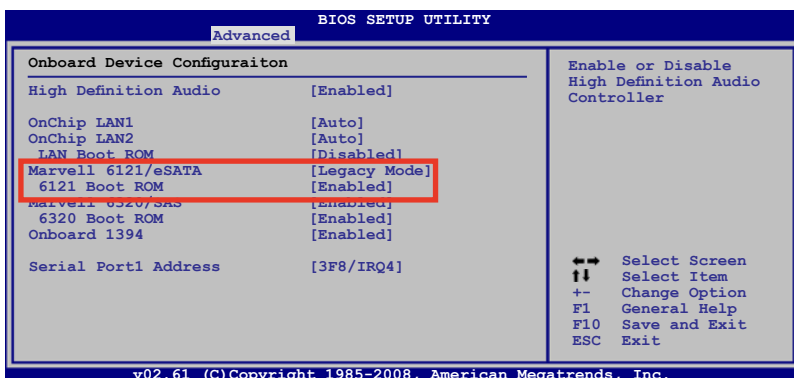 BIOS SETUP UTILITY
Advanced
Onboard Device Configuraiton
High Definition Audio [Enabled]
OnChip LAN1 [Auto]
OnChip LAN2 [Auto]
LAN Boot ROM [Disabled]
Marvell 6121/eSATA [Legacy Mode]
6121 Boot ROM [Enabled]
Marvell 6320/SAS [Enabled]
6320 Boot ROM [Enabled]
Onboard 1394 [Enabled]
Serial Port1 Address [3F8/IRQ4]
Enable or Disable
High Definition Audio
Controller
←→ Select Screen
↑↓ Select Item
+- Change Option
F1 General Help
F10 Save and Exit
ESC Exit
v02.61 (C)Copyright 1985-2008, American Megatrends, Inc.